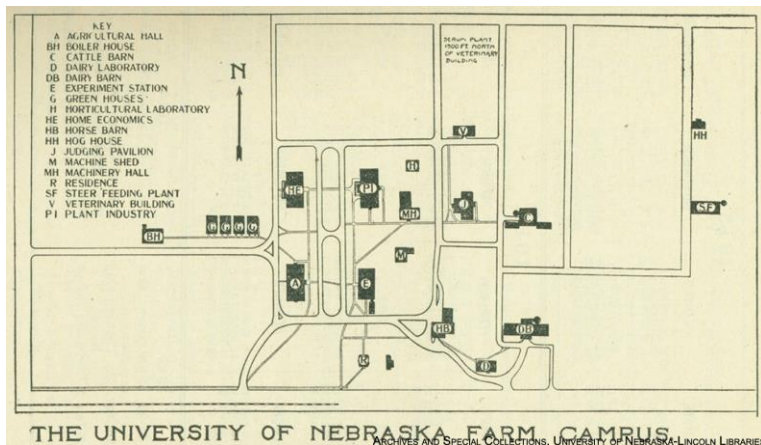 KEY
A AGRICULTURAL HALL
BH BOILER HOUSE
C CATTLE BARN
D DAIRY LABORATORY
DB DAIRY BARN
E EXPERIMENT STATION
G GREEN HOUSES
H HORTICULTURAL LABORATORY
HE HOME ECONOMICS
HB HORSE BARN
HH HOG HOUSE
J JUDGING PAVILION
M MACHINE SHED
MH MACHINERY HALL
R RESIDENCE
SF STEER FEEDING PLANT
V VETERINARY BUILDING
PI PLANT INDUSTRY
N
SERUM PLANT
1500 FT NORTH
OF VETERINARY
BUILDING
V
HH
H
HE
PI
MH
J
C
SF
G G G G
BH
M
A
E
HB
DB
R
D
THE UNIVERSITY OF NEBRASKA FARM CAMPUS
ARCHIVES AND SPECIAL COLLECTIONS, UNIVERSITY OF NEBRASKA-LINCOLN LIBRARIE